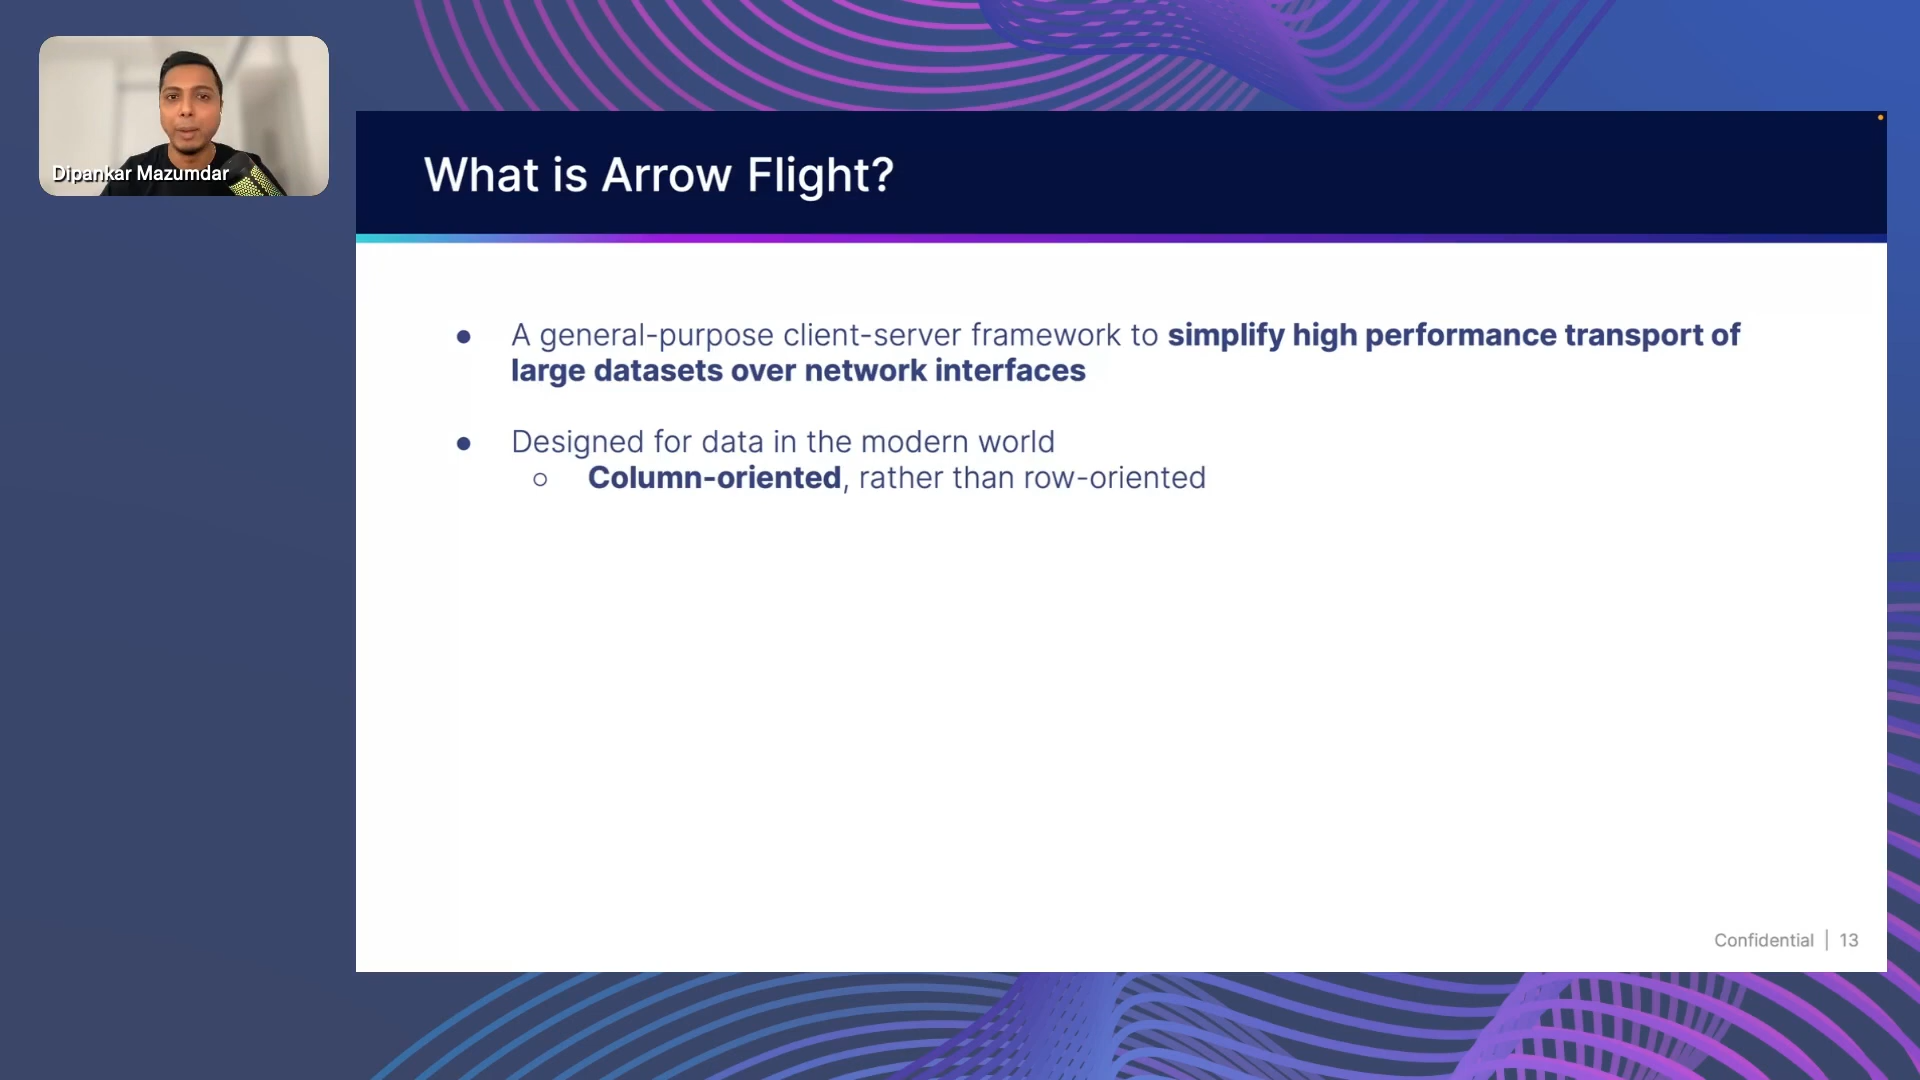 Dipankar Mazumdar
What is Arrow Flight?
● A general-purpose client-server framework to simplify high performance transport of
large datasets over network interfaces
● Designed for data in the modern world
○ Column-oriented, rather than row-oriented
Confidential | 13